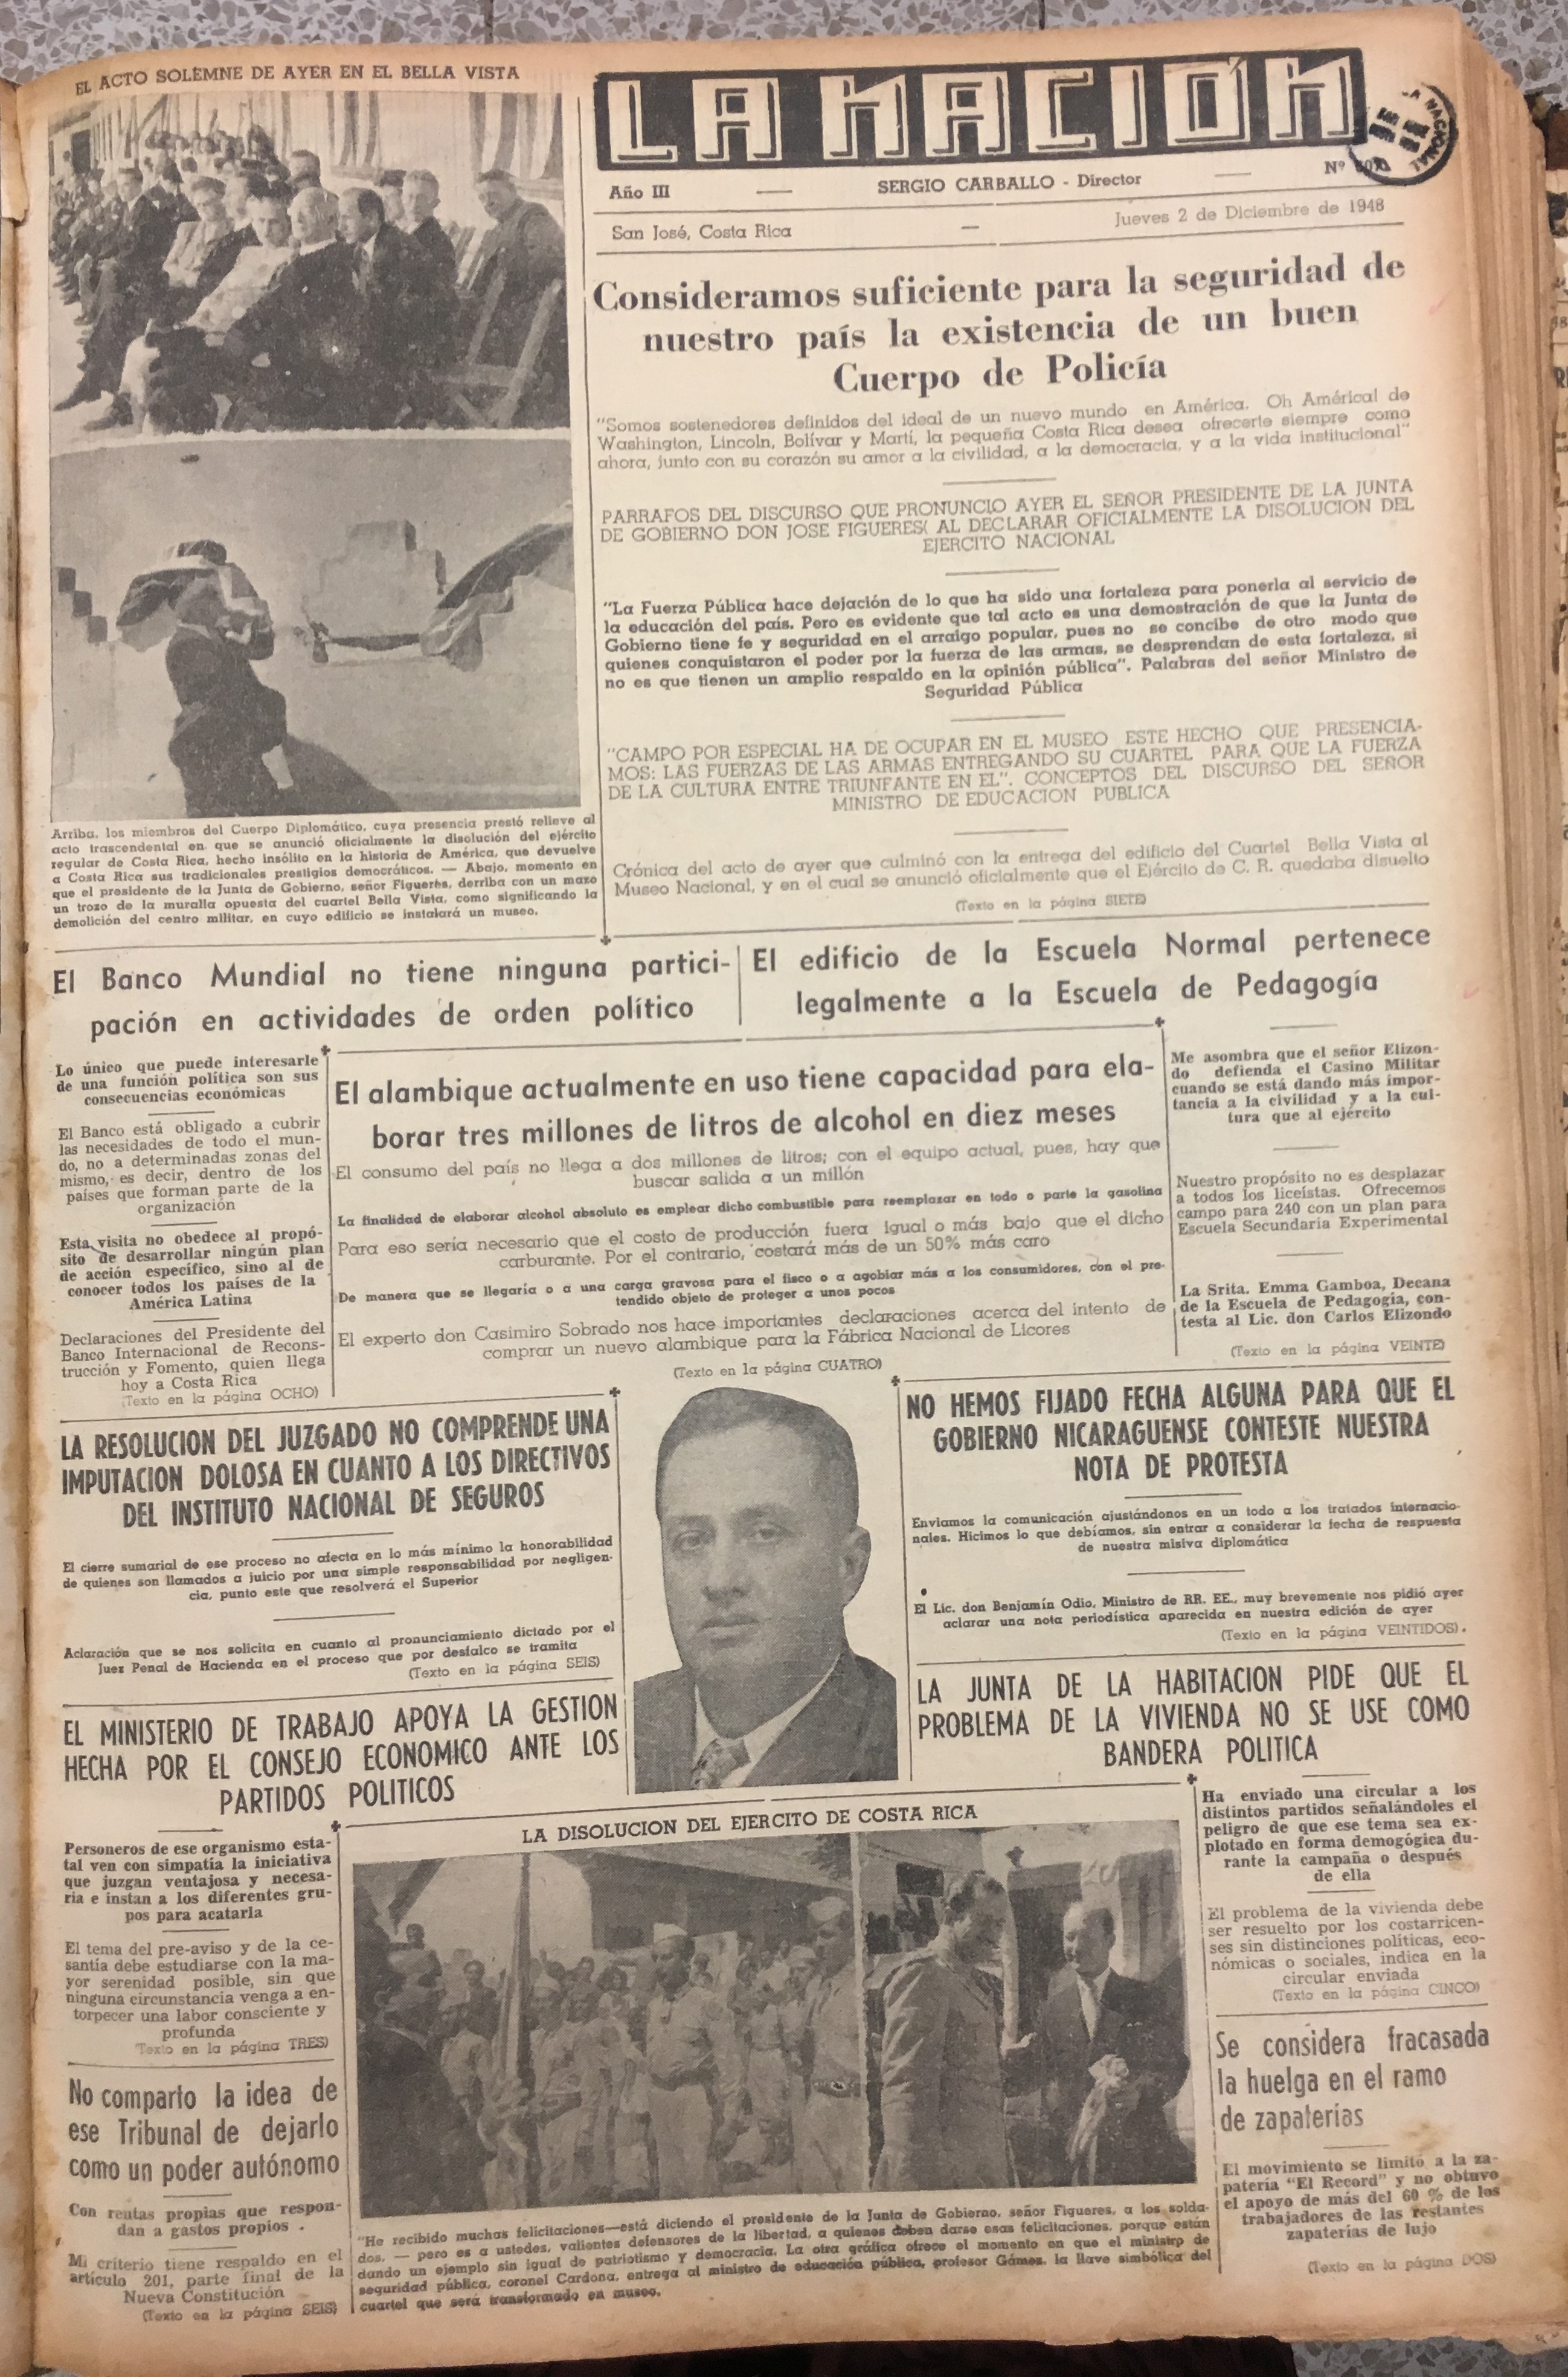 EL ACTO SOLEMNE DE AYER EN EL BELLA VISTA
LA NACIÓN
Año III — SERGIO CARBALLO - Director — Nº
San José, Costa Rica — Jueves 2 de Diciembre de 1948
Consideramos suficiente para la seguridad de
nuestro país la existencia de un buen
Cuerpo de Policía
"Somos sostenedores definidos del ideal de un nuevo mundo en América. Oh América! de
Washington, Lincoln, Bolívar y Martí, la pequeña Costa Rica desea ofrecerte siempre como
ahora, junto con su corazón su amor a la civilidad, a la democracia, y a la vida institucional"
PARRAFOS DEL DISCURSO QUE PRONUNCIO AYER EL SEÑOR PRESIDENTE DE LA JUNTA
DE GOBIERNO DON JOSE FIGUERES( AL DECLARAR OFICIALMENTE LA DISOLUCION DEL
EJERCITO NACIONAL
"La Fuerza Pública hace dejación de lo que ha sido una fortaleza para ponerla al servicio de
la educación del país. Pero es evidente que tal acto es una demostración de que la Junta de
Gobierno tiene fe y seguridad en el arraigo popular, pues no se concibe de otro modo que
quienes conquistaron el poder por la fuerza de las armas, se desprendan de esta fortaleza, si
no es que tienen un amplio respaldo en la opinión pública". Palabras del señor Ministro de
Seguridad Pública
"CAMPO POR ESPECIAL HA DE OCUPAR EN EL MUSEO ESTE HECHO QUE PRESENCIA-
MOS: LAS FUERZAS DE LAS ARMAS ENTREGANDO SU CUARTEL PARA QUE LA FUERZA
DE LA CULTURA ENTRE TRIUNFANTE EN EL". CONCEPTOS DEL DISCURSO DEL SEÑOR
MINISTRO DE EDUCACION PUBLICA
Crónica del acto de ayer que culminó con la entrega del edificio del Cuartel Bella Vista al
Museo Nacional, y en el cual se anunció oficialmente que el Ejército de C. R. quedaba disuelto
(Texto en la página SIETE)
Arriba, los miembros del Cuerpo Diplomático, cuya presencia prestó relieve al
acto trascendental en que se anunció oficialmente la disolución del ejército
regular de Costa Rica, hecho insólito en la historia de América, que devuelve
a Costa Rica sus tradicionales prestigios democráticos. — Abajo, momento en
que el presidente de la Junta de Gobierno, señor Figueres, derriba con un mazo
un trozo de la muralla opuesta del cuartel Bella Vista, como significando la
demolición del centro militar, en cuyo edificio se instalará un museo.
El Banco Mundial no tiene ninguna partici-
pación en actividades de orden político
El edificio de la Escuela Normal pertenece
legalmente a la Escuela de Pedagogía
Lo único que puede interesarle
de una función política son sus
consecuencias económicas
El Banco está obligado a cubrir
las necesidades de todo el mun-
do, no a determinadas zonas del
mismo, es decir, dentro de los
países que forman parte de la
organización
Esta visita no obedece al propó-
sito de desarrollar ningún plan
de acción específico, sino al de
conocer todos los países de la
América Latina
Declaraciones del Presidente del
Banco Internacional de Recons-
trucción y Fomento, quien llega
hoy a Costa Rica
(Texto en la página OCHO)
El alambique actualmente en uso tiene capacidad para ela-
borar tres millones de litros de alcohol en diez meses
El consumo del país no llega a dos millones de litros; con el equipo actual, pues, hay que
buscar salida a un millón
La finalidad de elaborar alcohol absoluto es emplear dicho combustible para reemplazar en todo o parte la gasolina
Para eso sería necesario que el costo de producción fuera igual o más bajo que el dicho
carburante. Por el contrario, costará más de un 50% más caro
De manera que se llegaría o a una carga gravosa para el fisco o a agobiar más a los consumidores, con el pre-
tendido objeto de proteger a unos pocos
El experto don Casimiro Sobrado nos hace importantes declaraciones acerca del intento de
comprar un nuevo alambique para la Fábrica Nacional de Licores
(Texto en la página CUATRO)
Me asombra que el señor Elizon-
do defienda el Casino Militar
cuando se está dando más impor-
tancia a la civilidad y a la cul-
tura que al ejército
Nuestro propósito no es desplazar
a todos los liceístas. Ofrecemos
campo para 240 con un plan para
Escuela Secundaria Experimental
La Srita. Emma Gamboa, Decana
de la Escuela de Pedagogía, con-
testa al Lic. don Carlos Elizondo
(Texto en la página VEINTE)
LA RESOLUCION DEL JUZGADO NO COMPRENDE UNA
IMPUTACION DOLOSA EN CUANTO A LOS DIRECTIVOS
DEL INSTITUTO NACIONAL DE SEGUROS
El cierre sumarial de ese proceso no afecta en lo más mínimo la honorabilidad
de quienes son llamados a juicio por una simple responsabilidad por negligen-
cia, punto este que resolverá el Superior
Aclaración que se nos solicita en cuanto al pronunciamiento dictado por el
Juez Penal de Hacienda en el proceso que por desfalco se tramita
(Texto en la página SEIS)
NO HEMOS FIJADO FECHA ALGUNA PARA QUE EL
GOBIERNO NICARAGUENSE CONTESTE NUESTRA
NOTA DE PROTESTA
Enviamos la comunicación ajustándonos en un todo a los tratados internacio-
nales. Hicimos lo que debíamos, sin entrar a considerar la fecha de respuesta
de nuestra misiva diplomática
El Lic. don Benjamín Odio, Ministro de RR. EE., muy brevemente nos pidió ayer
aclarar una nota periodística aparecida en nuestra edición de ayer
(Texto en la página VEINTIDOS).
EL MINISTERIO DE TRABAJO APOYA LA GESTION
HECHA POR EL CONSEJO ECONOMICO ANTE LOS
PARTIDOS POLITICOS
LA JUNTA DE LA HABITACION PIDE QUE EL
PROBLEMA DE LA VIVIENDA NO SE USE COMO
BANDERA POLITICA
Personeros de ese organismo esta-
tal ven con simpatía la iniciativa
que juzgan ventajosa y necesa-
ria e instan a los diferentes gru-
pos para acatarla
El tema del pre-aviso y de la ce-
santía debe estudiarse con la ma-
yor serenidad posible, sin que
ninguna circunstancia venga a en-
torpecer una labor consciente y
profunda
(Texto en la página TRES)
No comparto la idea de
ese Tribunal de dejarlo
como un poder autónomo
Con rentas propias que respon-
dan a gastos propios .
Mi criterio tiene respaldo en el
artículo 201, parte final de la
Nueva Constitución
(Texto en la página SEIS)
LA DISOLUCION DEL EJERCITO DE COSTA RICA
"He recibido muchas felicitaciones—está diciendo el presidente de la Junta de Gobierno, señor Figueres, a los solda-
dos, — pero es a ustedes, valientes defensores de la libertad, a quienes deben darse esas felicitaciones, porque están
dando un ejemplo sin igual de patriotismo y democracia. La otra gráfica ofrece el momento en que el ministro de
seguridad pública, coronel Cardona, entrega al ministro de educación pública, profesor Gámez, la llave simbólica del
cuartel que será transformado en museo.
Ha enviado una circular a los
distintos partidos señalándoles el
peligro de que ese tema sea ex-
plotado en forma demogógica du-
rante la campaña o después
de ella
El problema de la vivienda debe
ser resuelto por los costarricen-
ses sin distinciones políticas, eco-
nómicas o sociales, indica en la
circular enviada
(Texto en la página CINCO)
Se considera fracasada
la huelga en el ramo
de zapaterías
El movimiento se limitó a la za-
patería "El Record" y no obtuvo
el apoyo de más del 60 % de los
trabajadores de las restantes
zapaterías de lujo
(Texto en la página DOS)